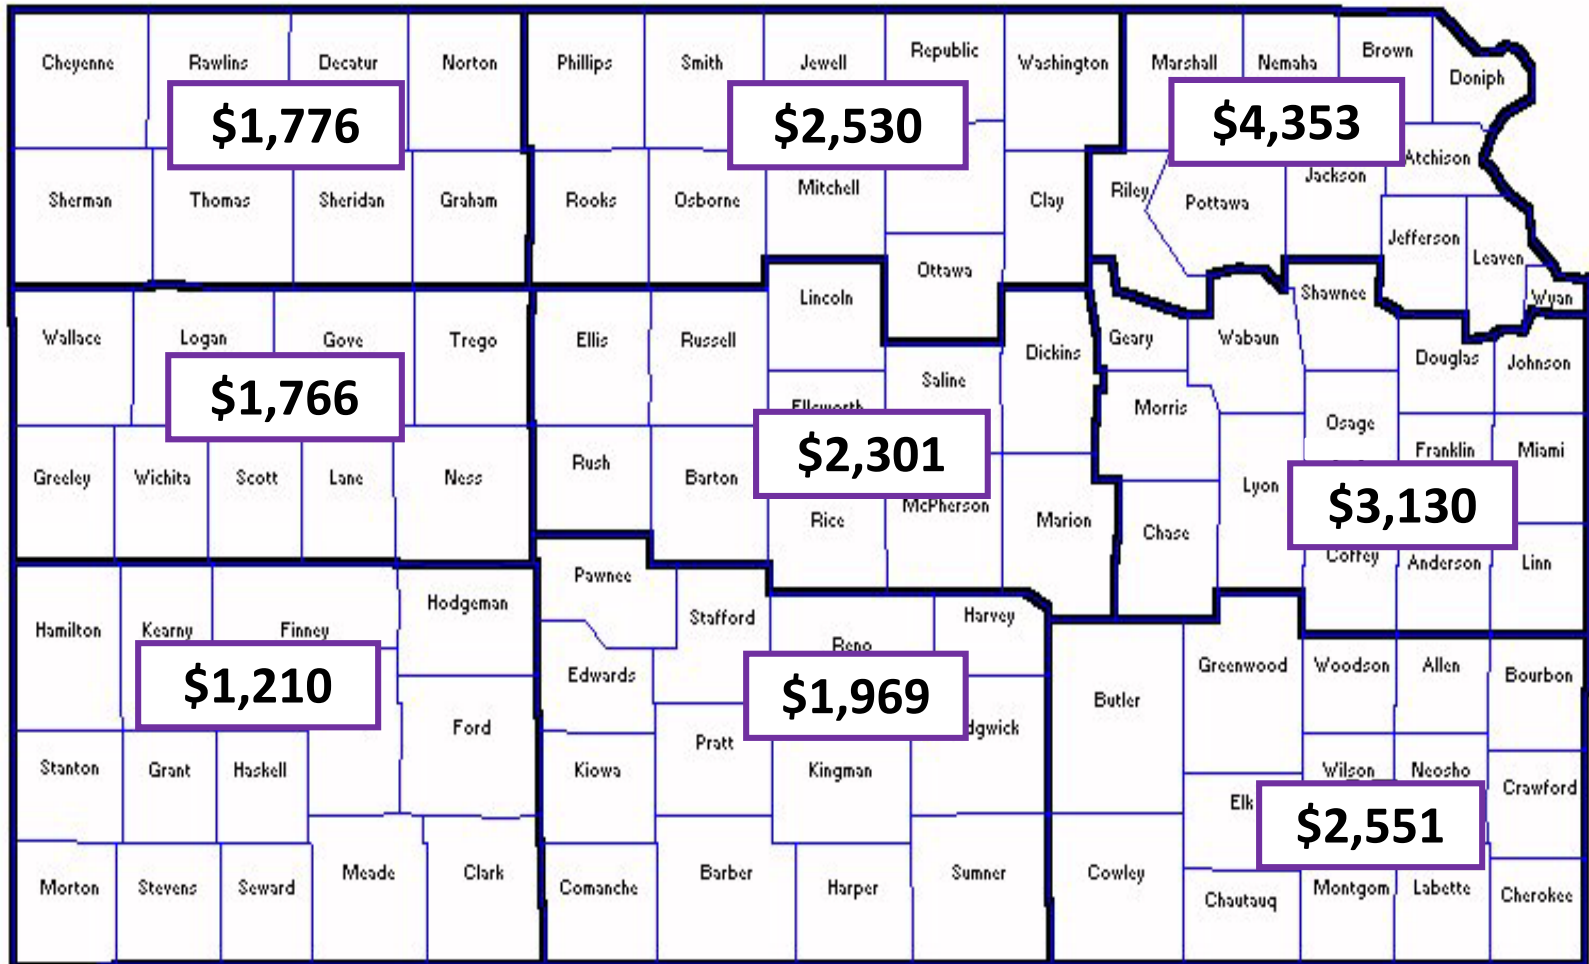 Cheyenne Rawlins Decatur Norton Phillips Smith Jewell Republic Washington Marshall Nemaha Brown Doniph
$1,776 $2,530 $4,353
Sherman Thomas Sheridan Graham Rooks Osborne Mitchell Clay Riley Pottawa Jackson Atchison
Ottawa Jefferson Leaven
Lincoln Shawnee Wyan
Wallace Logan Gove Trego Ellis Russell Dickins Geary Wabaun Douglas Johnson
$1,766 Saline Morris
Ellsworth Osage
$2,301 Franklin Miami
Greeley Wichita Scott Lane Ness Rush Barton Lyon
Rice McPherson Marion Chase $3,130
Coffey Anderson Linn
Pawnee
Hamilton Kearny Finney Hodgeman Stafford Reno Harvey
$1,210 Edwards $1,969 Greenwood Woodson Allen Bourbon
Ford Pratt dgwick Butler
Stanton Grant Haskell Kiowa Kingman Wilson Neosho Crawford
Elk $2,551
Morton Stevens Seward Meade Clark Comanche Barber Harper Sumner Cowley Chautauq Montgom Labette Cherokee